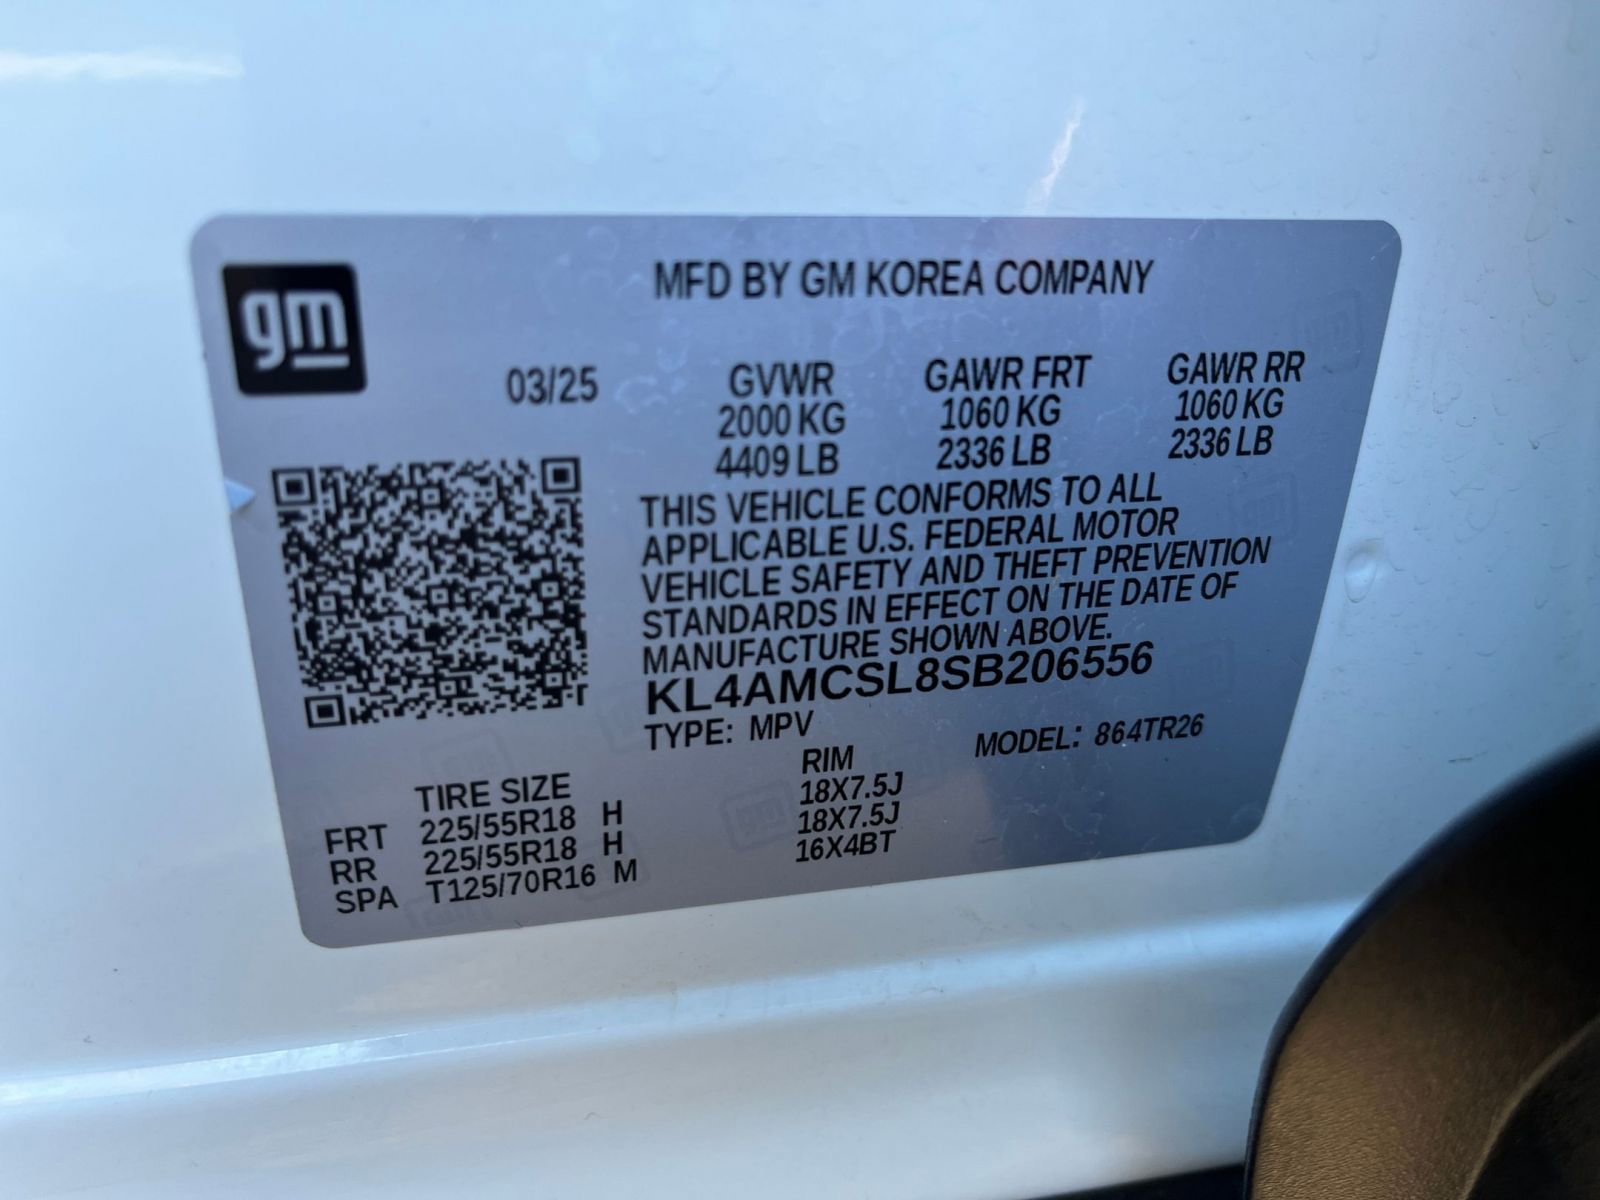 gm
MFD BY GM KOREA COMPANY
03/25
GVWR GAWR FRT GAWR RR
2000 KG 1060 KG 1060 KG
4409 LB 2336 LB 2336 LB
THIS VEHICLE CONFORMS TO ALL
APPLICABLE U.S. FEDERAL MOTOR
VEHICLE SAFETY AND THEFT PREVENTION
STANDARDS IN EFFECT ON THE DATE OF
MANUFACTURE SHOWN ABOVE.
KL4AMCSL8SB206556
TYPE: MPV MODEL: 864TR26
TIRE SIZE RIM
FRT 225/55R18 H 18X7.5J
RR 225/55R18 H 18X7.5J
SPA T125/70R16 M 16X4BT